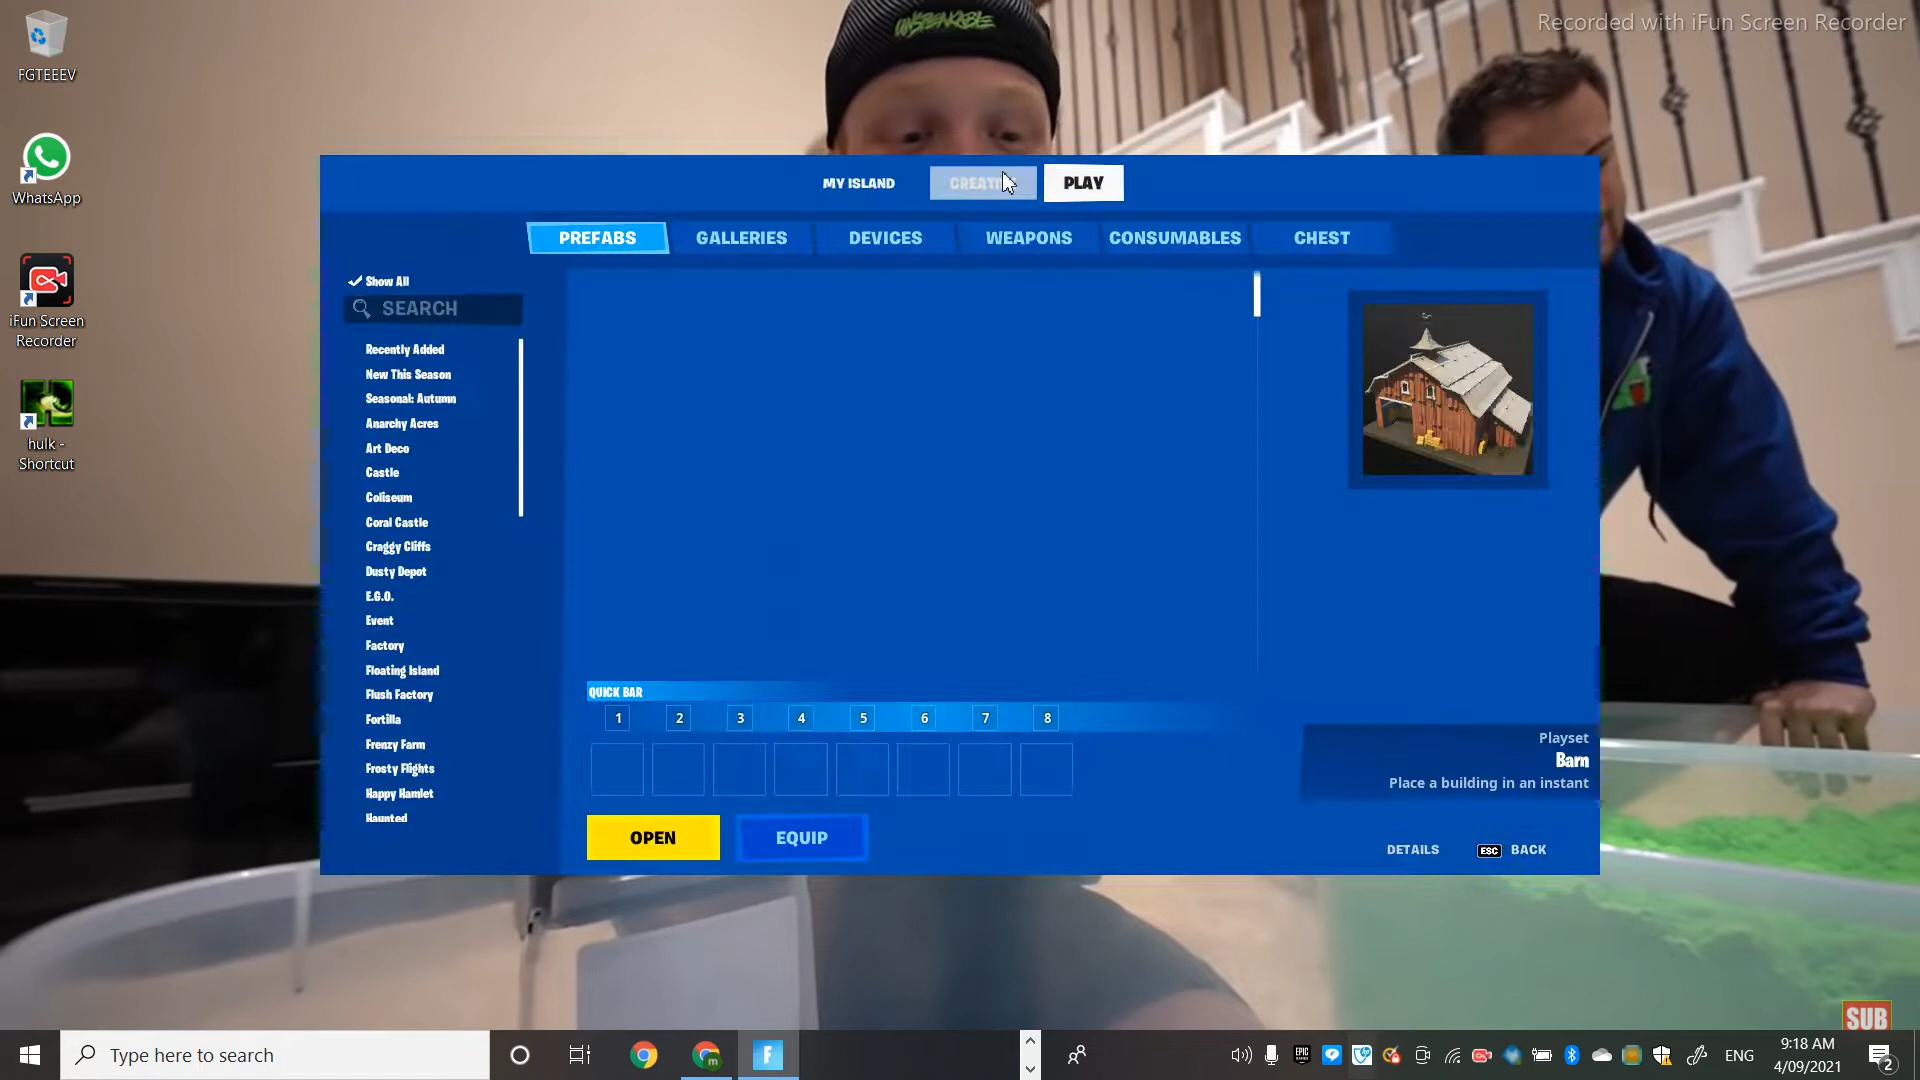 Recorded with iFun Screen Recorder
UNSPEAKABLE
FGTEEEV
WhatsApp
iFun Screen
Recorder
hulk -
Shortcut
MY ISLAND
PLAY
PREFABS
GALLERIES
DEVICES
WEAPONS
CONSUMABLES
CHEST
Show All
SEARCH
Recently Added
New This Season
Seasonal: Autumn
Anarchy Acres
Art Deco
Castle
Coliseum
Coral Castle
Craggy Cliffs
Dusty Depot
E.G.O.
Event
Factory
Floating Island
Flush Factory
Fortilla
Frenzy Farm
Frosty Flights
Happy Hamlet
Haunted
QUICK BAR
1 2 3 4 5 6 7 8
OPEN
EQUIP
Playset
Barn
Place a building in an instant
DETAILS
ESC BACK
SUB
Type here to search
EPIC GAMES
ENG
9:18 AM
4/09/2021
2